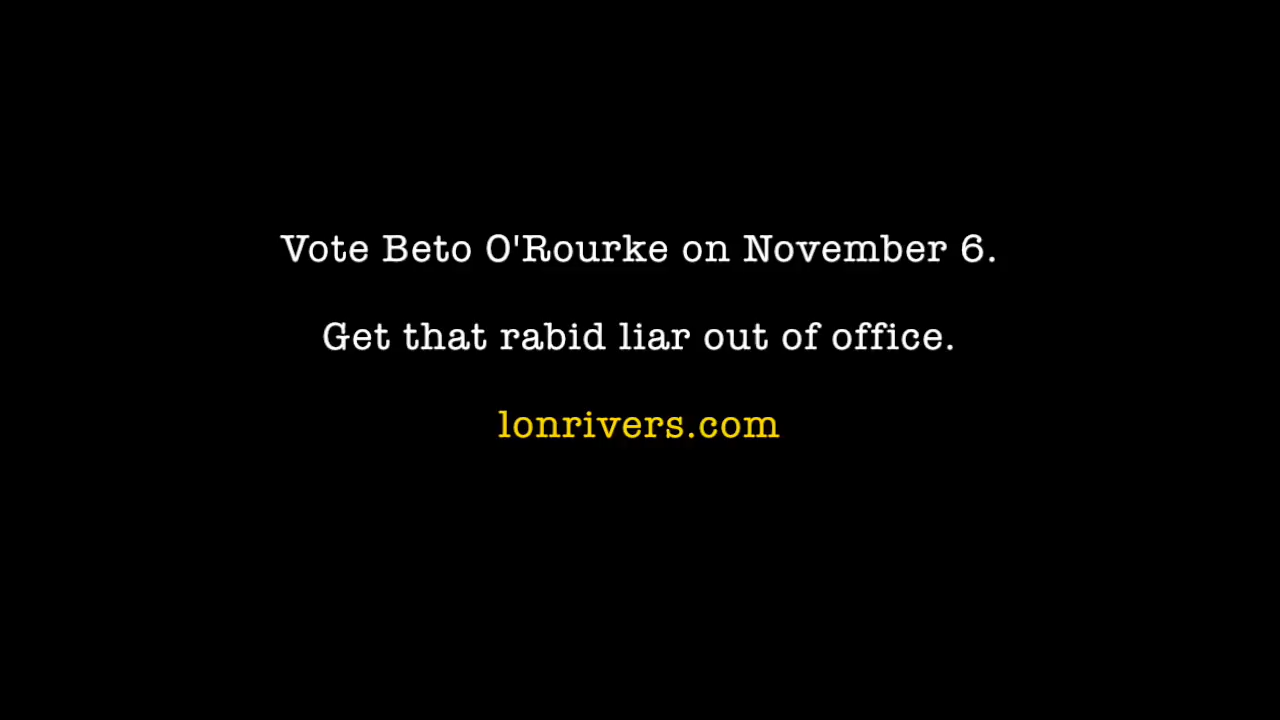 Vote Beto O'Rourke on November 6.
Get that rabid liar out of office.
lonrivers.com